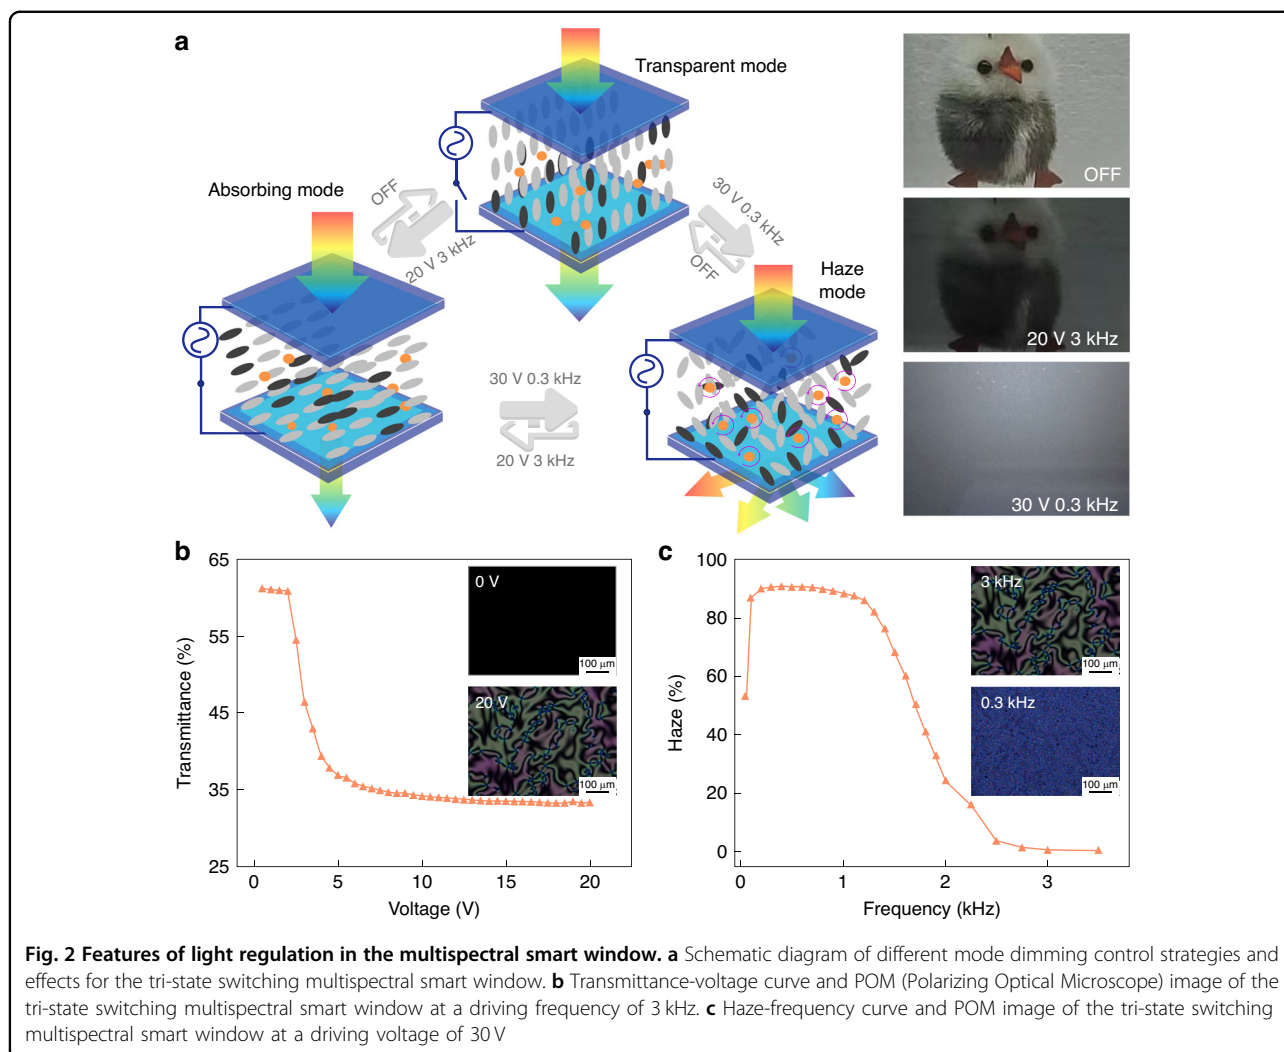 a
Transparent mode
Absorbing mode
OFF
20 V 3 kHz
30 V 0.3 kHz
OFF
Haze
mode
30 V 0.3 kHz
20 V 3 kHz
OFF
20 V 3 kHz
30 V 0.3 kHz
b
65
55
45
35
25
Transmittance (%)
0 V
100 μm
20 V
100 μm
0
5
10
15
20
Voltage (V)
c
100
80
60
40
20
0
Haze (%)
3 kHz
100 μm
0.3 kHz
100 μm
0
1
2
3
Frequency (kHz)
Fig. 2 Features of light regulation in the multispectral smart window. a Schematic diagram of different mode dimming control strategies and
effects for the tri-state switching multispectral smart window. b Transmittance-voltage curve and POM (Polarizing Optical Microscope) image of the
tri-state switching multispectral smart window at a driving frequency of 3 kHz. c Haze-frequency curve and POM image of the tri-state switching
multispectral smart window at a driving voltage of 30 V